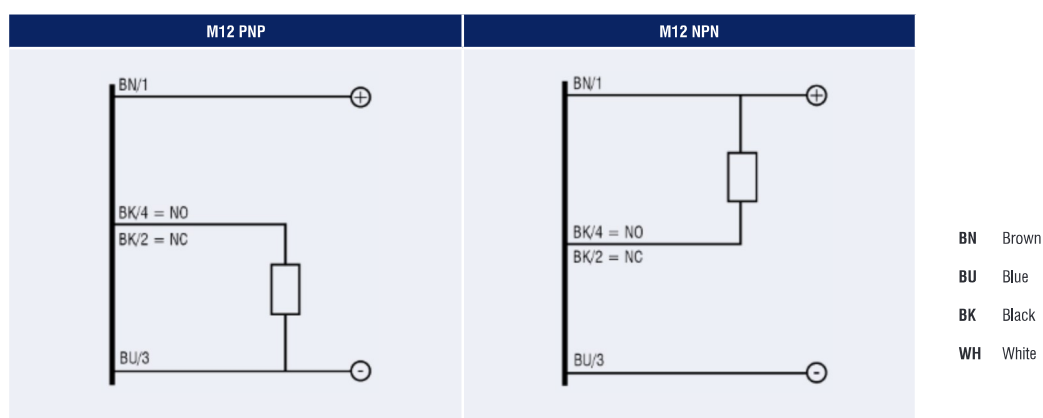 M12 PNP
BN/1
+
BK/4 = NO
BK/2 = NC
BU/3
-
M12 NPN
BN/1
+
BK/4 = NO
BK/2 = NC
BU/3
-
BN Brown
BU Blue
BK Black
WH White